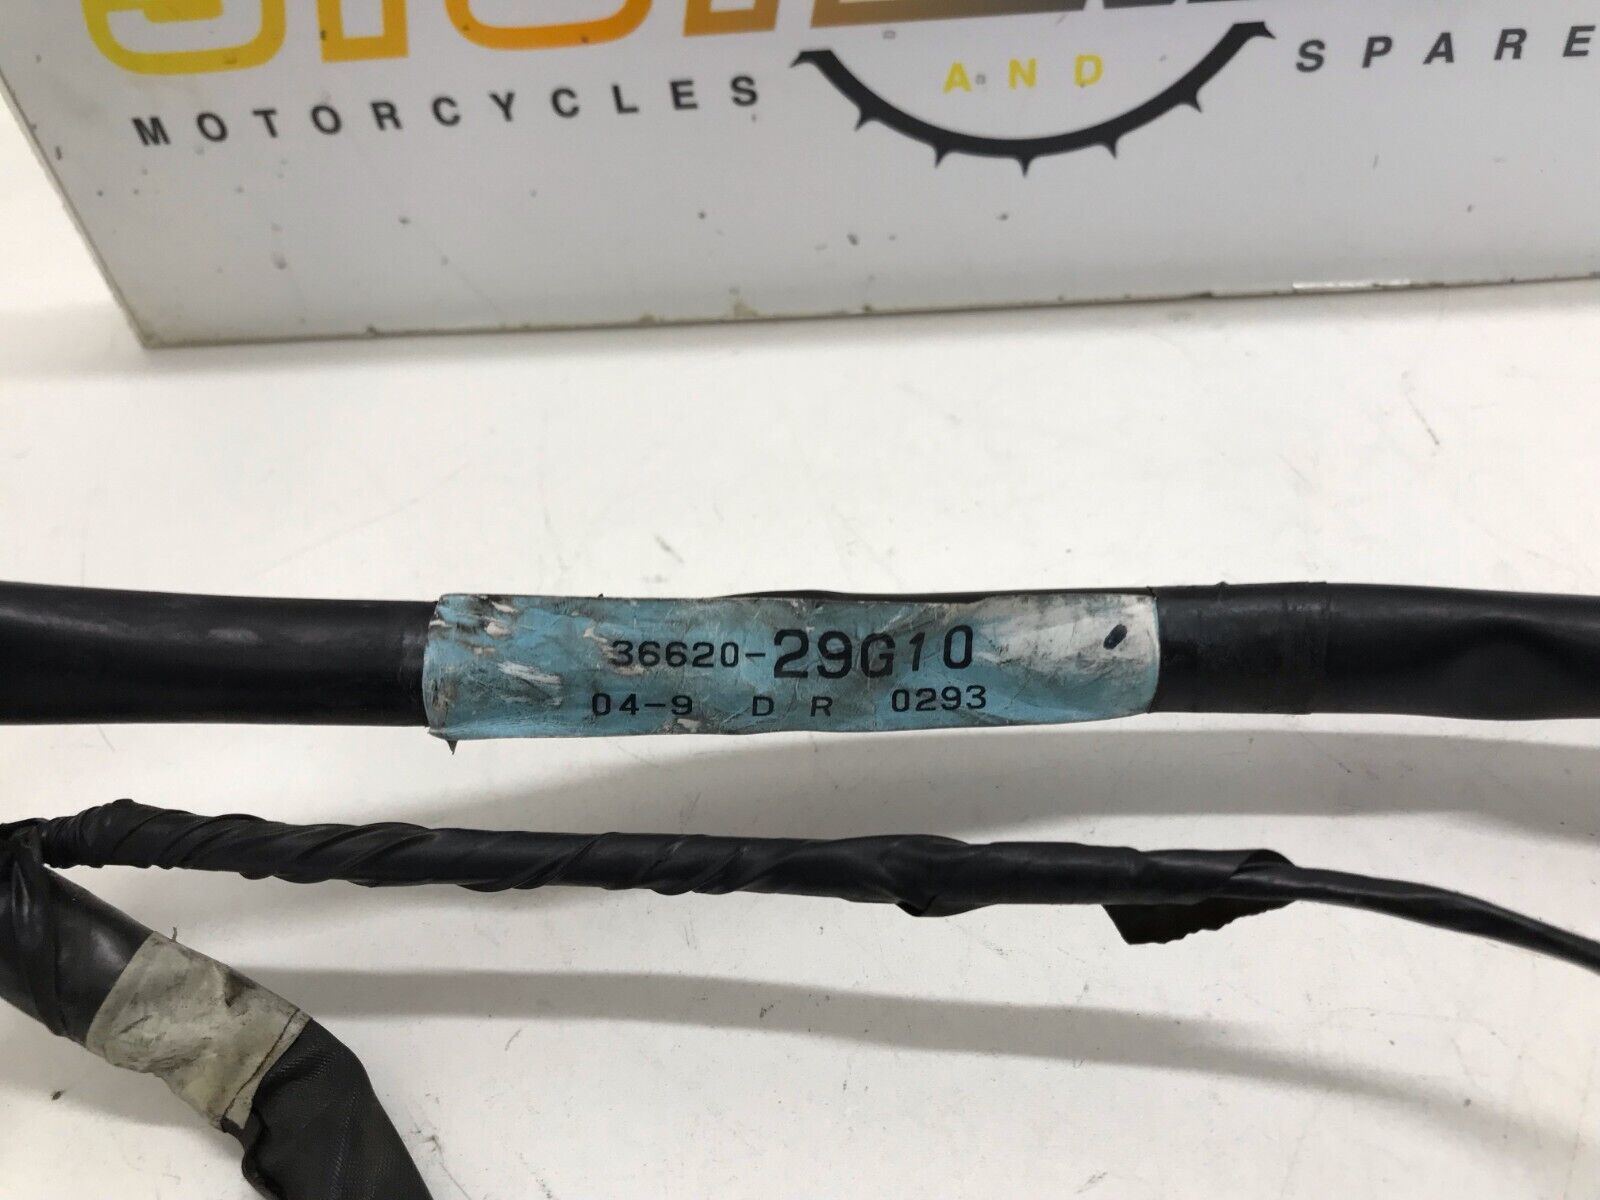 MOTORCYCLES AND SPARE
36620-29G10
04-9 D R 0293